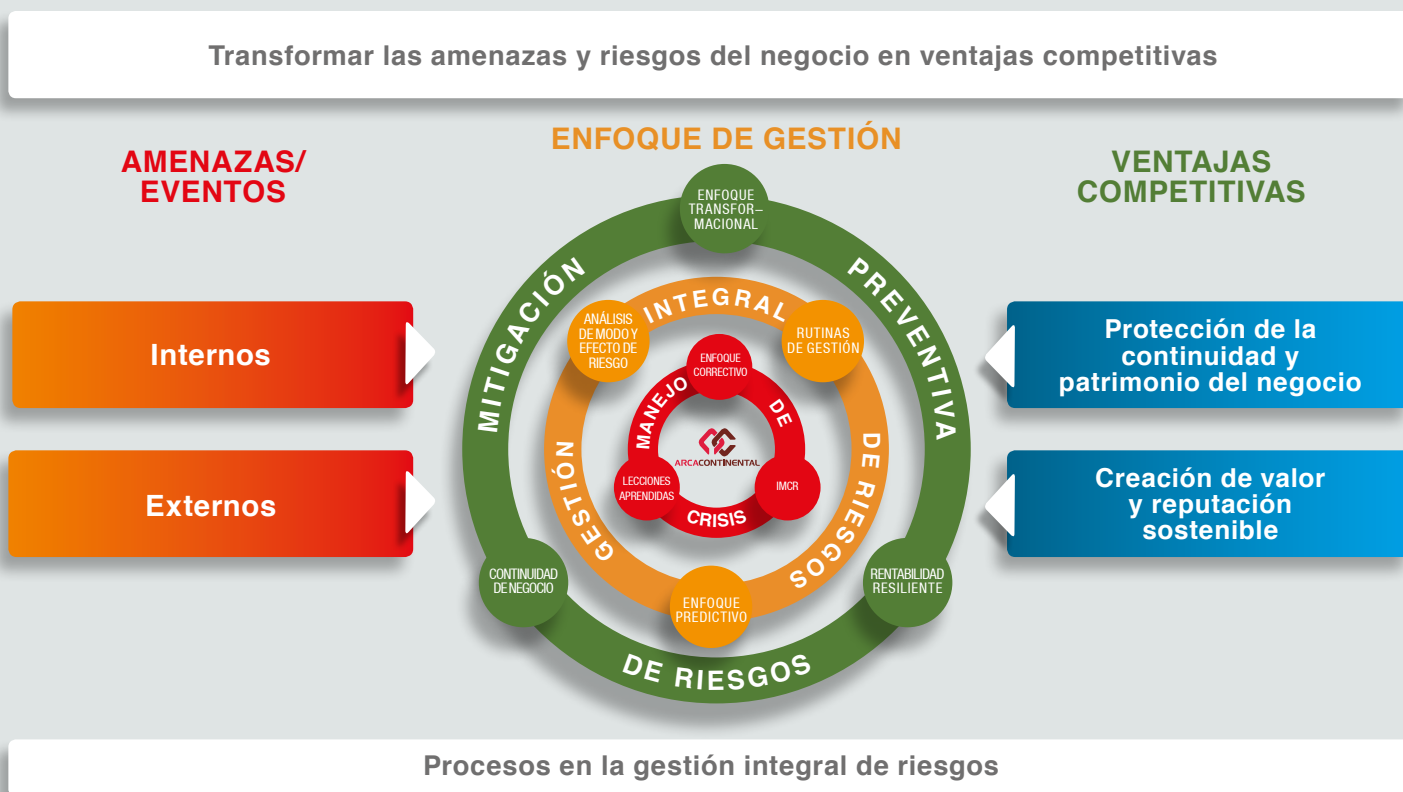 Transformar las amenazas y riesgos del negocio en ventajas competitivas
AMENAZAS/
EVENTOS
ENFOQUE DE GESTIÓN
VENTAJAS
COMPETITIVAS
Internos
Externos
ENFOQUE
TRANSFOR–
MACIONAL
MITIGACIÓN
PREVENTIVA
DE RIESGOS
CONTINUIDAD
DE NEGOCIO
RENTABILIDAD
RESILIENTE
GESTIÓN
INTEGRAL
DE RIESGOS
ANÁLISIS
DE MODO Y
EFECTO DE
RIESGO
RUTINAS
DE GESTIÓN
ENFOQUE
PREDICTIVO
MANEJO
DE
CRISIS
ENFOQUE
CORRECTIVO
LECCIONES
APRENDIDAS
IMCR
ARCACONTINENTAL
Protección de la
continuidad y
patrimonio del negocio
Creación de valor
y reputación
sostenible
Procesos en la gestión integral de riesgos